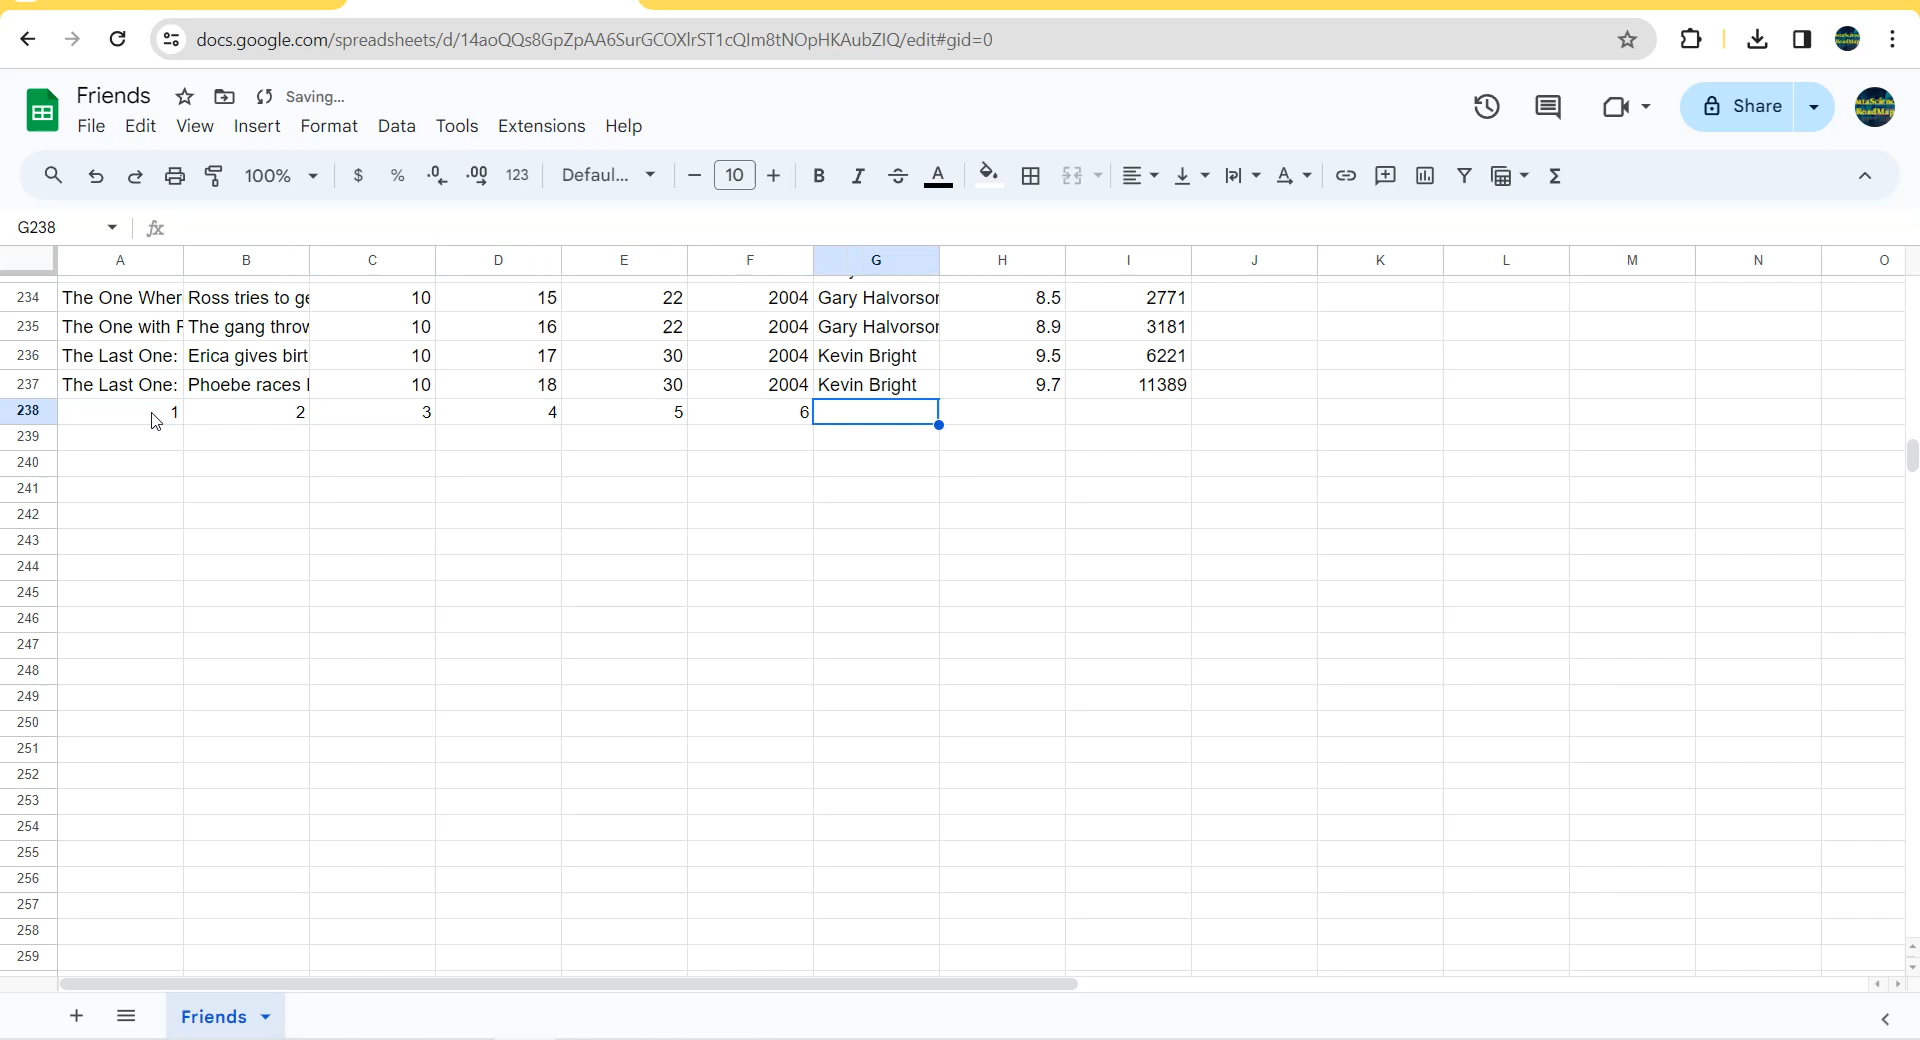 docs.google.com/spreadsheets/d/14aoQQs8GpZpAA6SurGCOXlrST1cQIm8tNOpHKAubZIQ/edit#gid=0
Friends Saving...
File Edit View Insert Format Data Tools Extensions Help
Share
100% $ % .0 .00 123 Defaul... 10 B I A
G238 fx
A B C D E F G H I J K L M N O
234 The One Wher Ross tries to ge 10 15 22 2004 Gary Halvorson 8.5 2771
235 The One with The gang throw 10 16 22 2004 Gary Halvorson 8.9 3181
236 The Last One: Erica gives birt 10 17 30 2004 Kevin Bright 9.5 6221
237 The Last One: Phoebe races 10 18 30 2004 Kevin Bright 9.7 11389
238 1 2 3 4 5 6
239
240
241
242
243
244
245
246
247
248
249
250
251
252
253
254
255
256
257
258
259
Friends